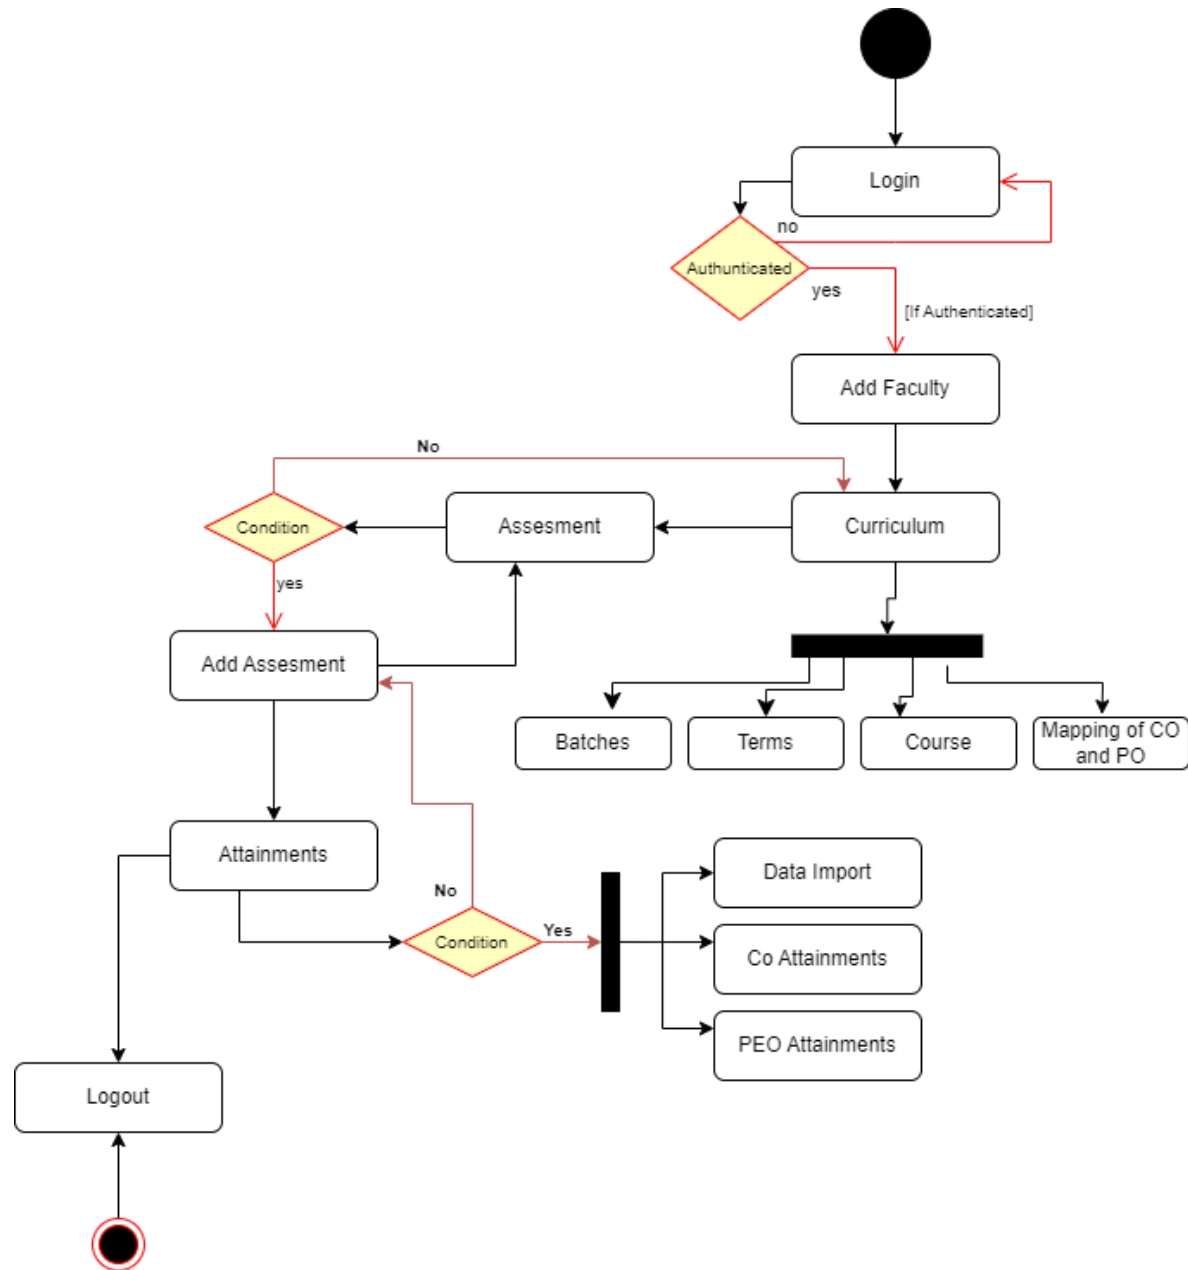 Login
no
Authunticated
yes
[If Authenticated]
Add Faculty
No
Condition
Assesment
Curriculum
yes
Add Assesment
Batches
Terms
Course
Mapping of CO
and PO
Attainments
Data Import
No
Condition
Yes
Co Attainments
PEO Attainments
Logout